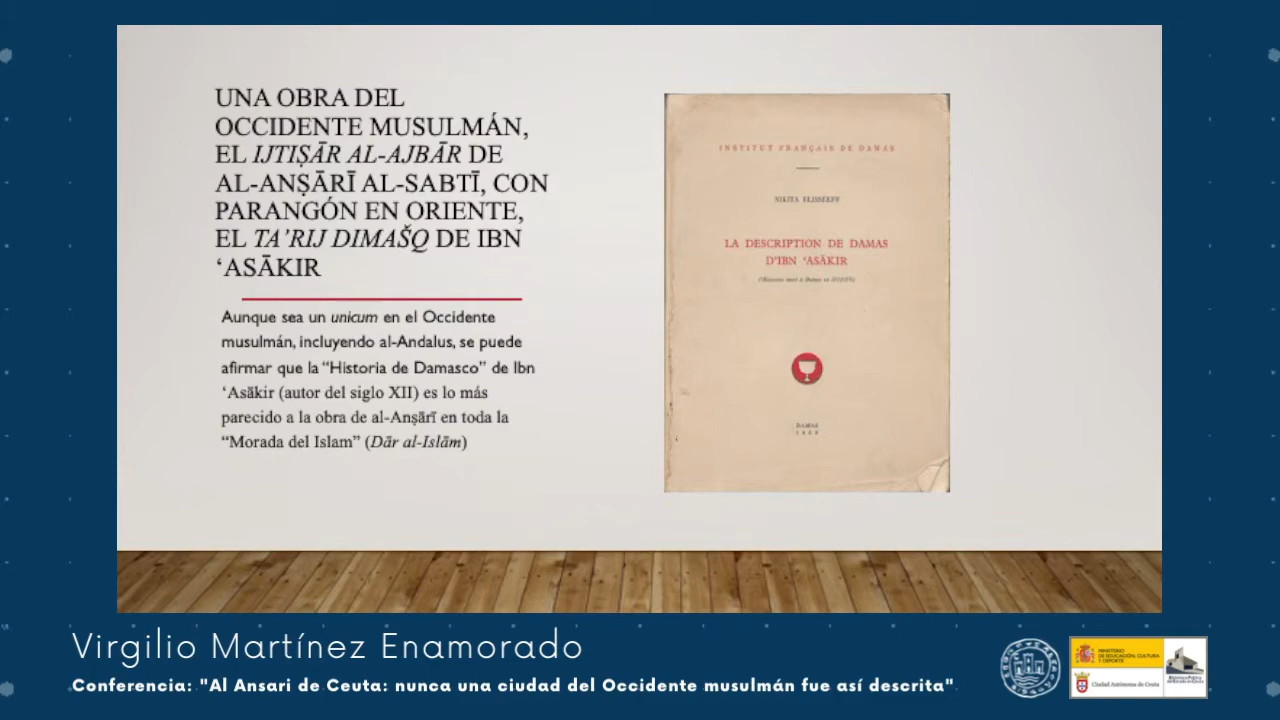 UNA OBRA DEL
OCCIDENTE MUSULMÁN,
EL IJTIṢĀR AL-AJBĀR DE
AL-ANṢĀRĪ AL-SABTĪ, CON
PARANGÓN EN ORIENTE,
EL TA’RIJ DIMAŠQ DE IBN
‘ASĀKIR
Aunque sea un unicum en el Occidente
musulmán, incluyendo al-Andalus, se puede
afirmar que la “Historia de Damasco” de Ibn
‘Asākir (autor del siglo XII) es lo más
parecido a la obra de al-Anṣārī en toda la
“Morada del Islam” (Dār al-Islām)
INSTITUT FRANÇAIS DE DAMAS
NIKITA ELISSÉEFF
LA DESCRIPTION DE DAMAS
D'IBN ‘ASĀKIR
DAMAS
Virgilio Martínez Enamorado
Conferencia: "Al Ansari de Ceuta: nunca una ciudad del Occidente musulmán fue así descrita"
MINISTERIO
DE EDUCACIÓN, CULTURA
Y DEPORTE
Ciudad Autónoma de Ceuta